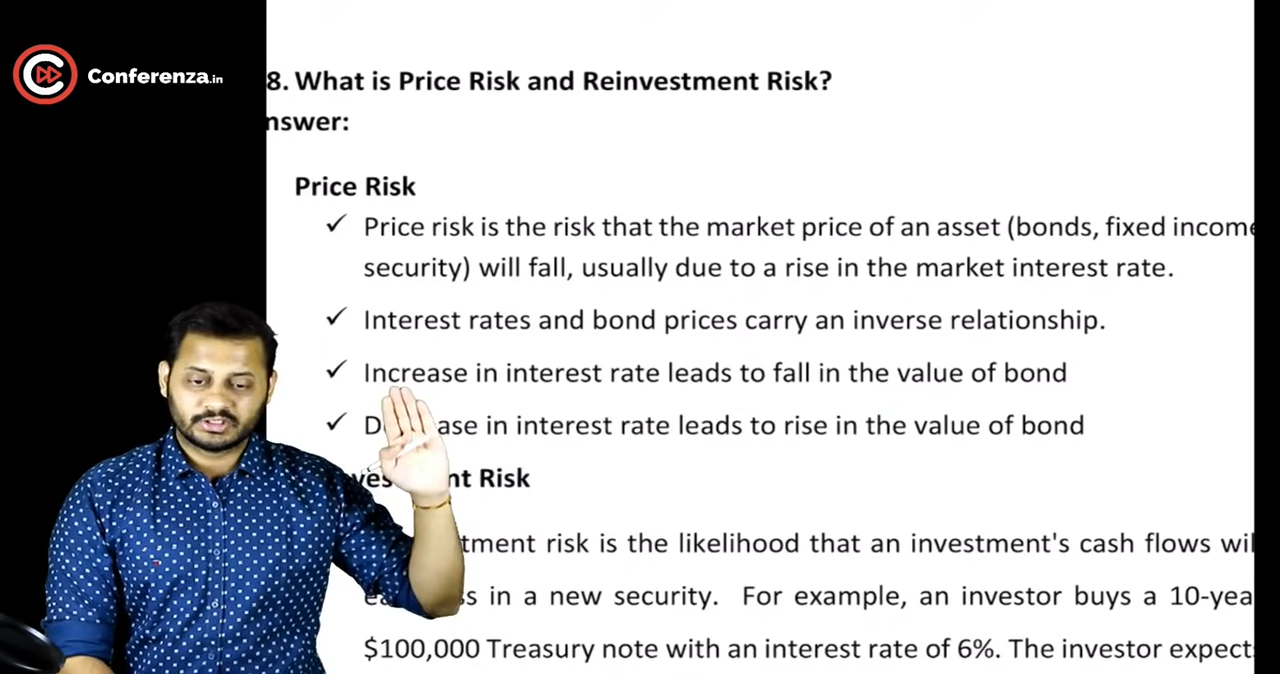 Conferenza.in
8. What is Price Risk and Reinvestment Risk?
nswer:
Price Risk
✓ Price risk is the risk that the market price of an asset (bonds, fixed income
security) will fall, usually due to a rise in the market interest rate.
✓ Interest rates and bond prices carry an inverse relationship.
✓ Increase in interest rate leads to fall in the value of bond
✓ D ase in interest rate leads to rise in the value of bond
ves nt Risk
tment risk is the likelihood that an investment's cash flows wil
s in a new security. For example, an investor buys a 10-yea
$100,000 Treasury note with an interest rate of 6%. The investor expect